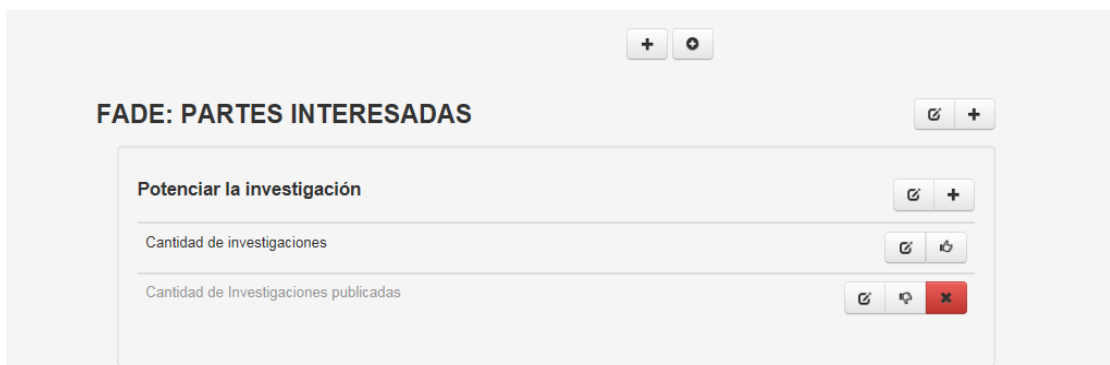 FADE: PARTES INTERESADAS
Potenciar la investigación
Cantidad de investigaciones
Cantidad de Investigaciones publicadas